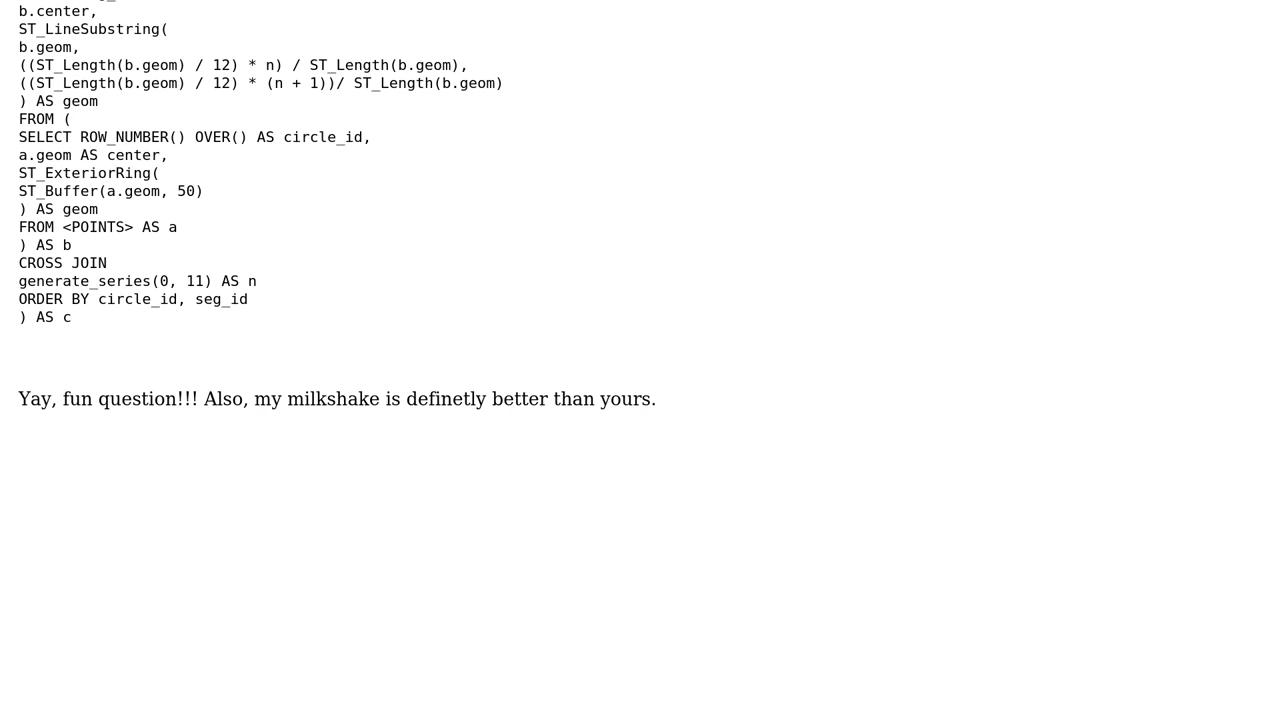 b.center,
ST_LineSubstring(
b.geom,
((ST_Length(b.geom) / 12) * n) / ST_Length(b.geom),
((ST_Length(b.geom) / 12) * (n + 1))/ ST_Length(b.geom)
) AS geom
FROM (
SELECT ROW_NUMBER() OVER() AS circle_id,
a.geom AS center,
ST_ExteriorRing(
ST_Buffer(a.geom, 50)
) AS geom
FROM <POINTS> AS a
) AS b
CROSS JOIN
generate_series(0, 11) AS n
ORDER BY circle_id, seg_id
) AS c
Yay, fun question!!! Also, my milkshake is definetly better than yours.